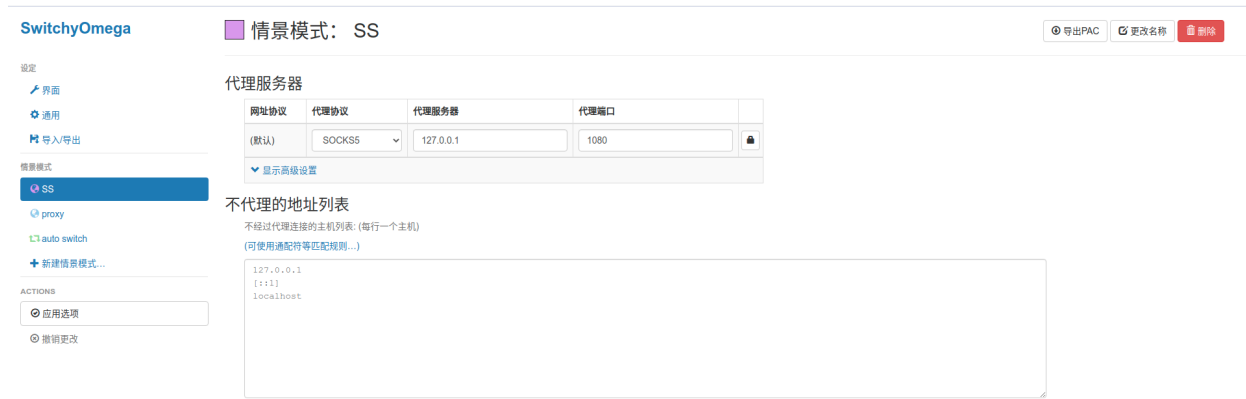 SwitchyOmega
设定
界面
通用
导入/导出
情景模式
SS
proxy
auto switch
新建情景模式...
ACTIONS
应用选项
撤销更改
情景模式： SS
导出PAC 更改名称 删除
代理服务器
网址协议 代理协议 代理服务器 代理端口
(默认) SOCKS5 127.0.0.1 1080
显示高级设置
不代理的地址列表
不经过代理连接的主机列表: (每行一个主机)
(可使用通配符等匹配规则...)
127.0.0.1
[::1]
localhost